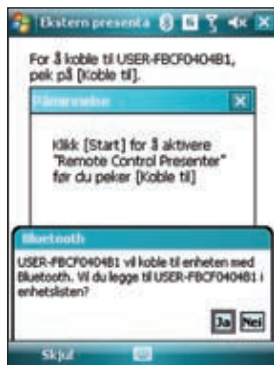 Ekstern presenta
For å koble til USER-FBCF0404B1,
pek på [Koble til].
Påminnelse
Klikk [Start] for å aktivere
"Remote Control Presenter"
før du peker [Koble til]
Bluetooth
USER-FBCF0404B1 vil koble til enheten med
Bluetooth. Vil du legge til USER-FBCF0404B1 i
enhetslisten?
Ja Nei
Skjul